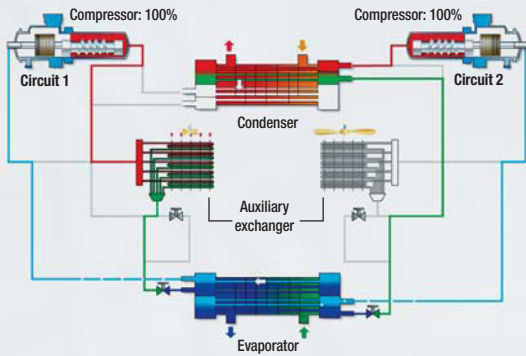 Compressor: 100%
Compressor: 100%
Circuit 1
Circuit 2
Condenser
Auxiliary
exchanger
Evaporator